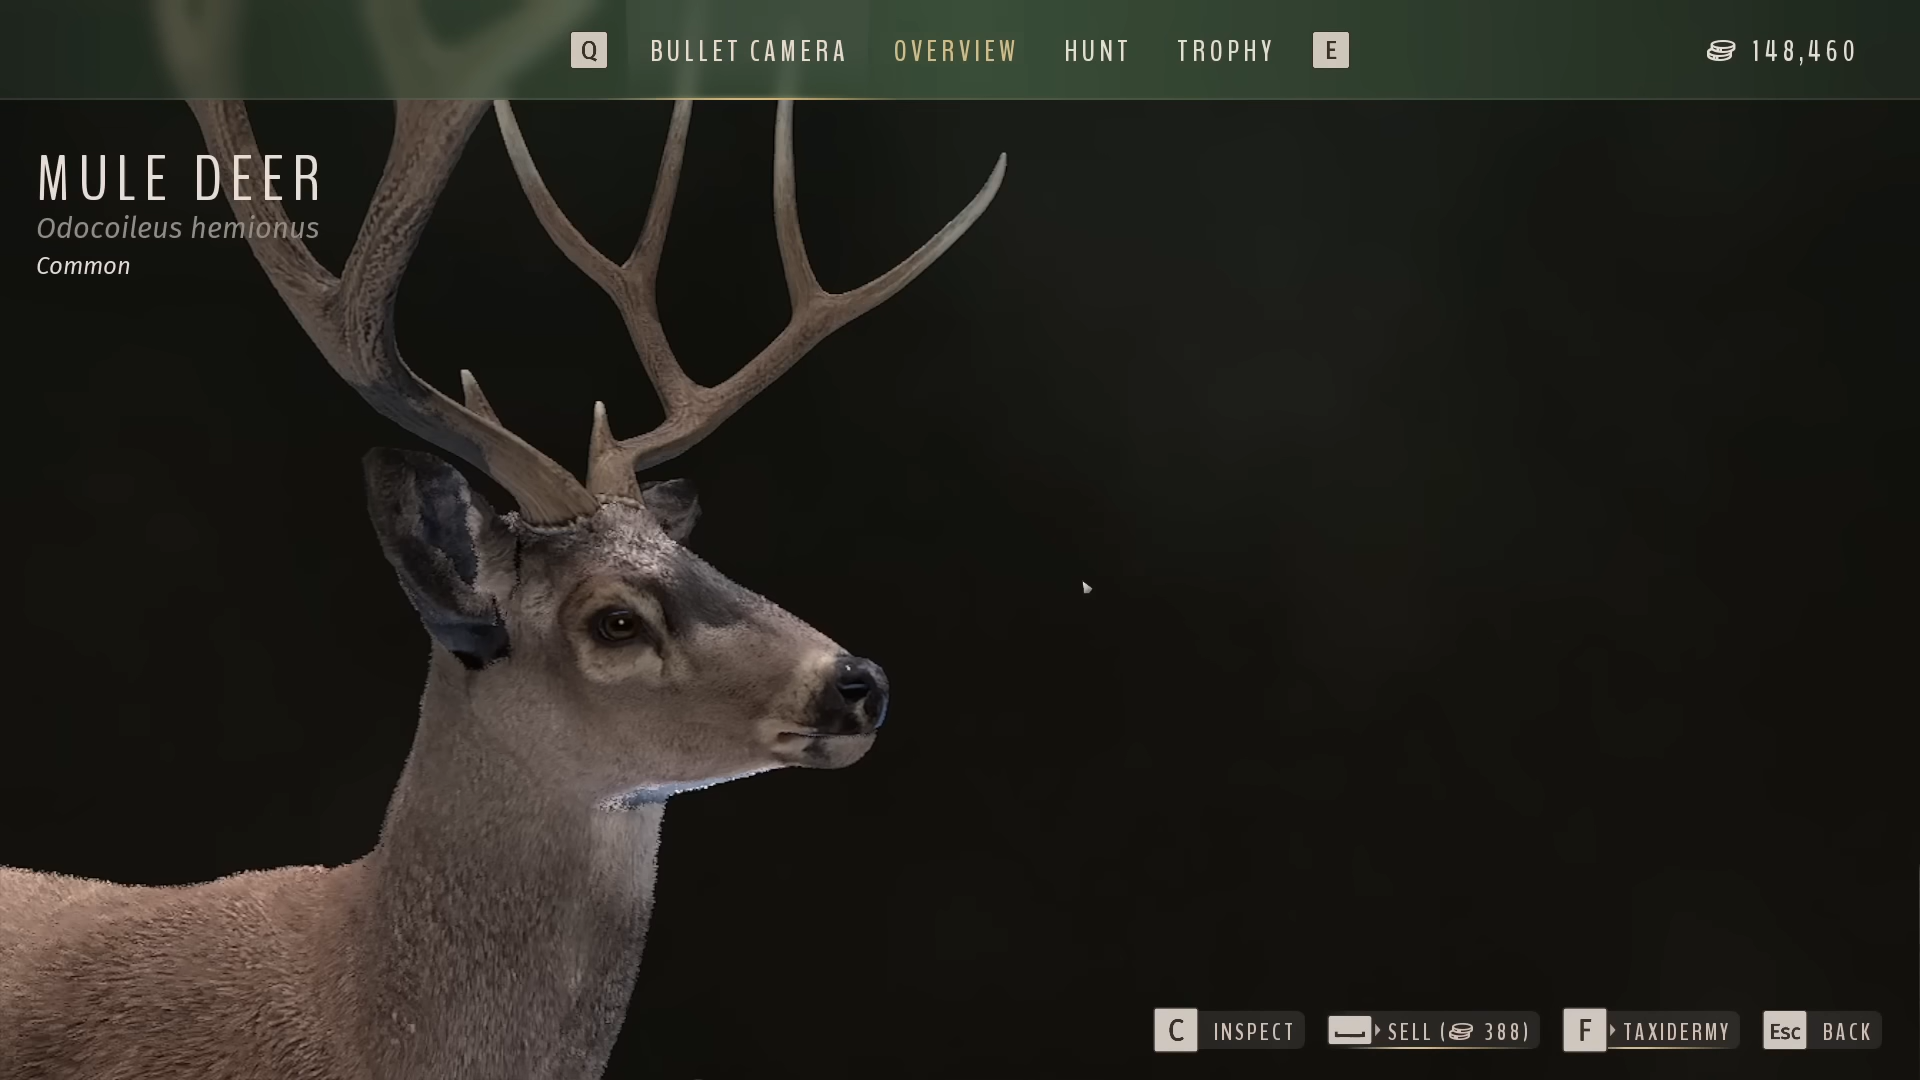 Q BULLET CAMERA OVERVIEW HUNT TROPHY E 148,460
MULE DEER
Odocoileus hemionus
Common
C INSPECT SELL (388) F TAXIDERMY Esc BACK